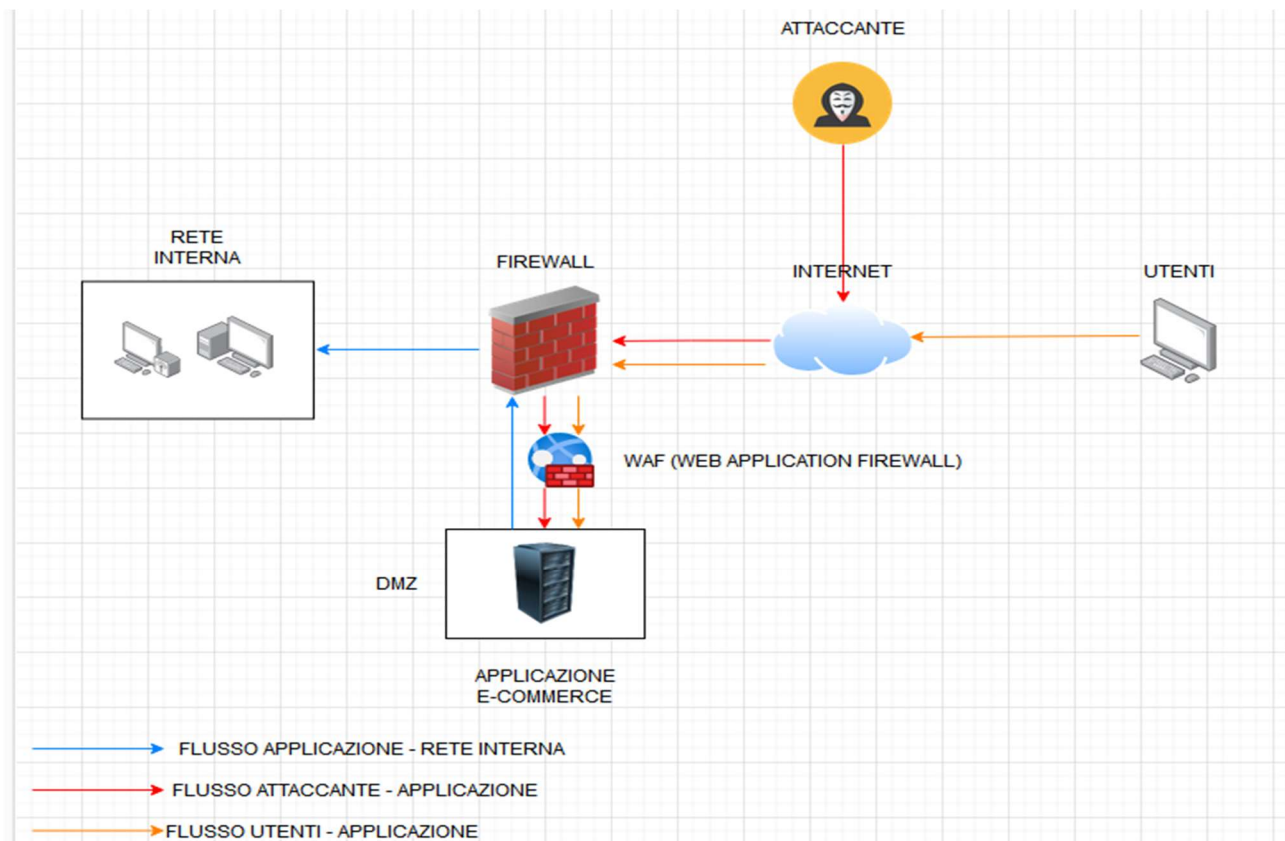 ATTACCANTE
RETE
INTERNA
FIREWALL
INTERNET
UTENTI
WAF (WEB APPLICATION FIREWALL)
DMZ
APPLICAZIONE
E-COMMERCE
FLUSSO APPLICAZIONE - RETE INTERNA
FLUSSO ATTACCANTE - APPLICAZIONE
FLUSSO UTENTI - APPLICAZIONE